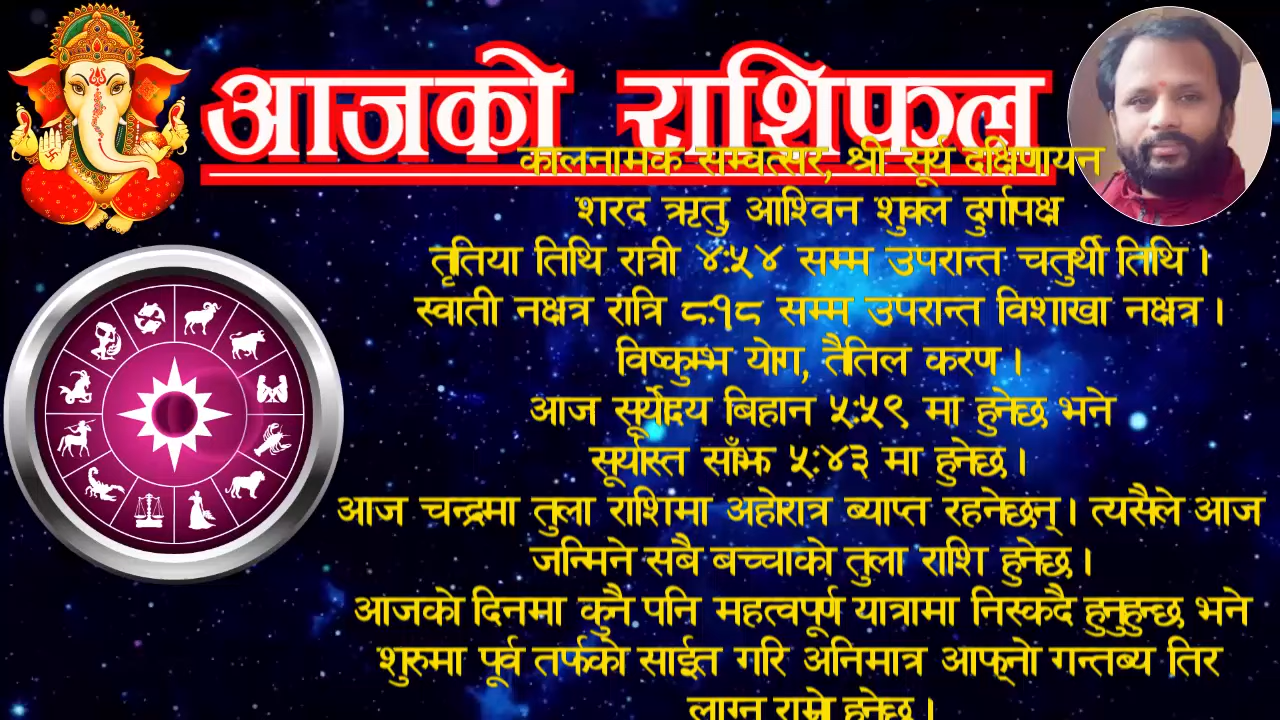 आजको राशिफल
कालनामक सम्वत्सर, श्री सूर्य दक्षिणायन
शरद ऋतु, आश्विन शुक्ल दुर्गापक्ष
तृतिया तिथि रात्री ४:५४ सम्म उपरान्त चतुर्थी तिथि ।
स्वाती नक्षत्र रात्रि ८:१८ सम्म उपरान्त विशाखा नक्षत्र ।
विष्कुम्भ योग, तैतिल करण ।
आज सूर्योदय बिहान ५:५९ मा हुनेछ भने
सूर्यास्त साँझ ५:४३ मा हुनेछ ।
आज चन्द्रमा तुला राशिमा अहोरात्र ब्याप्त रहनेछन् । त्यसैले आज
जन्मिने सबै बच्चाको तुला राशि हुनेछ ।
आजको दिनमा कुनै पनि महत्वपूर्ण यात्रामा निस्कदै हुनुहुन्छ भने
शुरुमा पूर्व तर्फको साईत गरि अनिमात्र आफ्नो गन्तब्य तिर
लाग्नु राम्रो हुनेछ ।